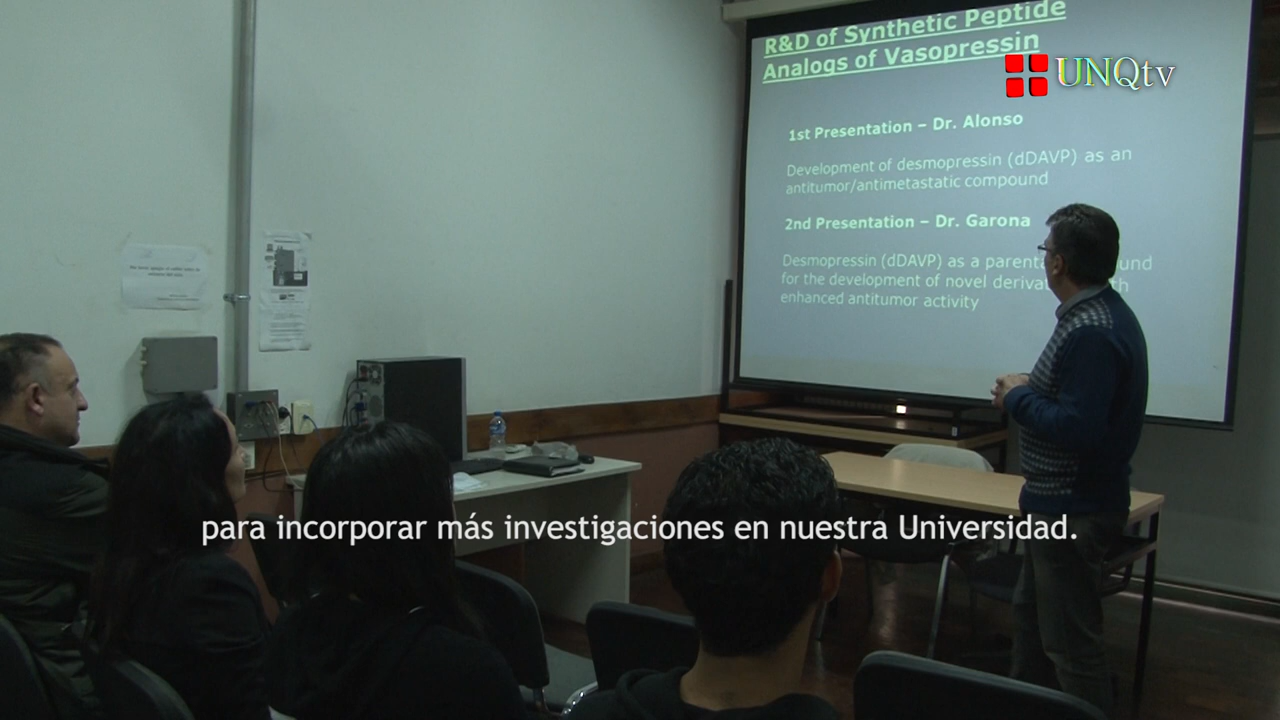 R&D of Synthetic Peptide
Analogs of Vasopressin
UNQtv
1st Presentation – Dr. Alonso
Development of desmopressin (dDAVP) as an
antitumor/antimetastatic compound
2nd Presentation – Dr. Garona
Desmopressin (dDAVP) as a
for the development of novel
enhanced antitumor activity
para incorporar más investigaciones en nuestra Universidad.